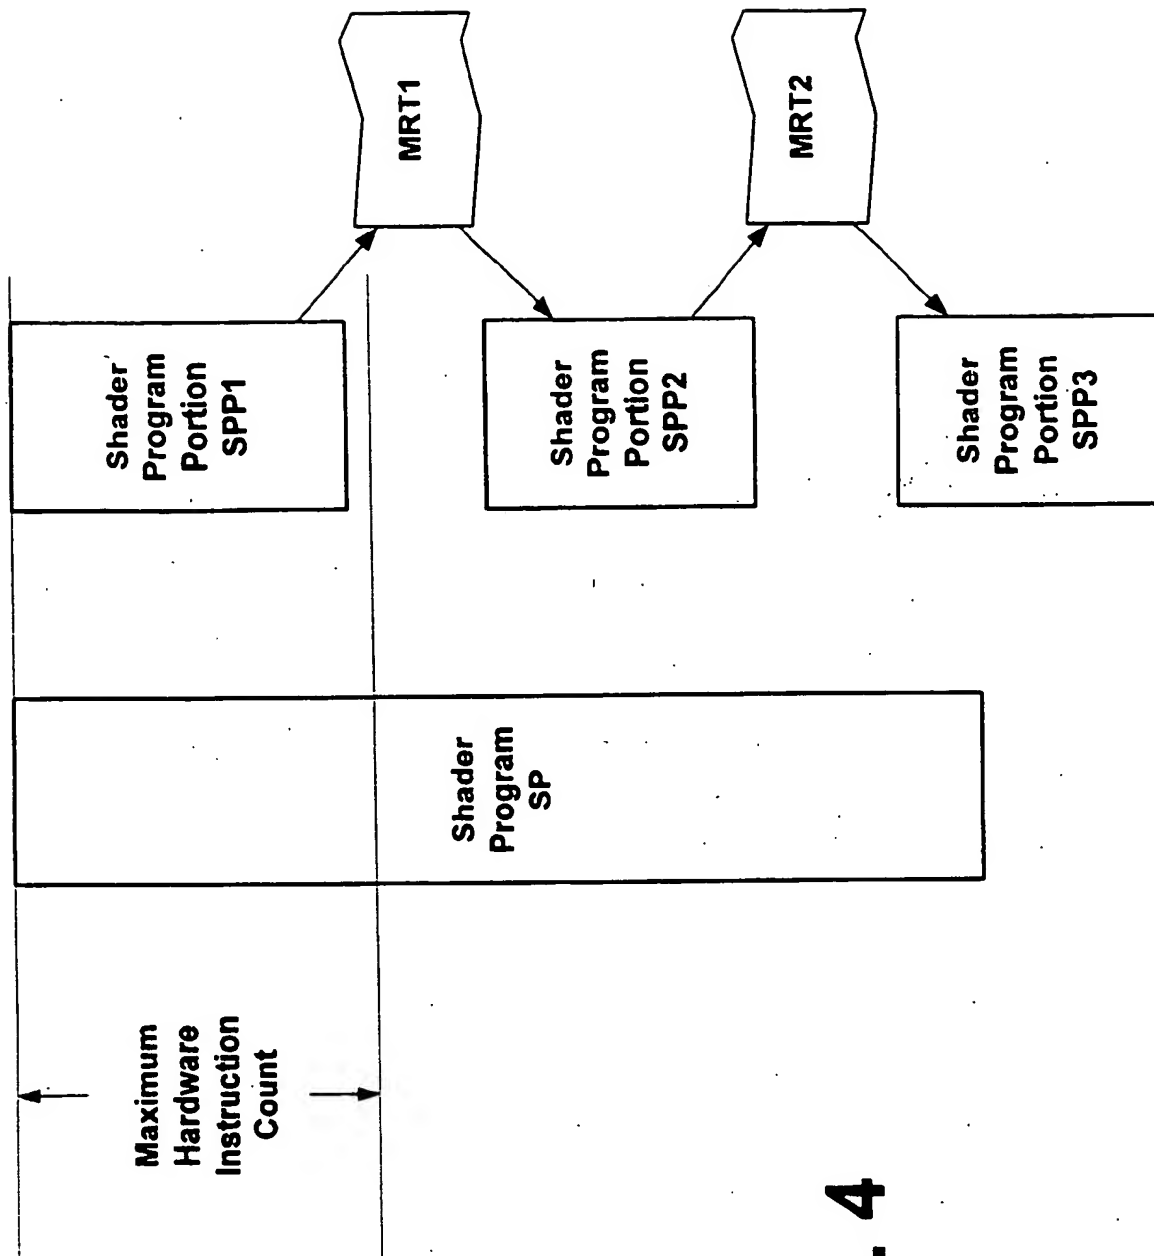 Maximum
Hardware
Instruction
Count
Shader
Program
SP
Shader
Program
Portion
SPP1
Shader
Program
Portion
SPP2
Shader
Program
Portion
SPP3
MRT1
MRT2
. 4